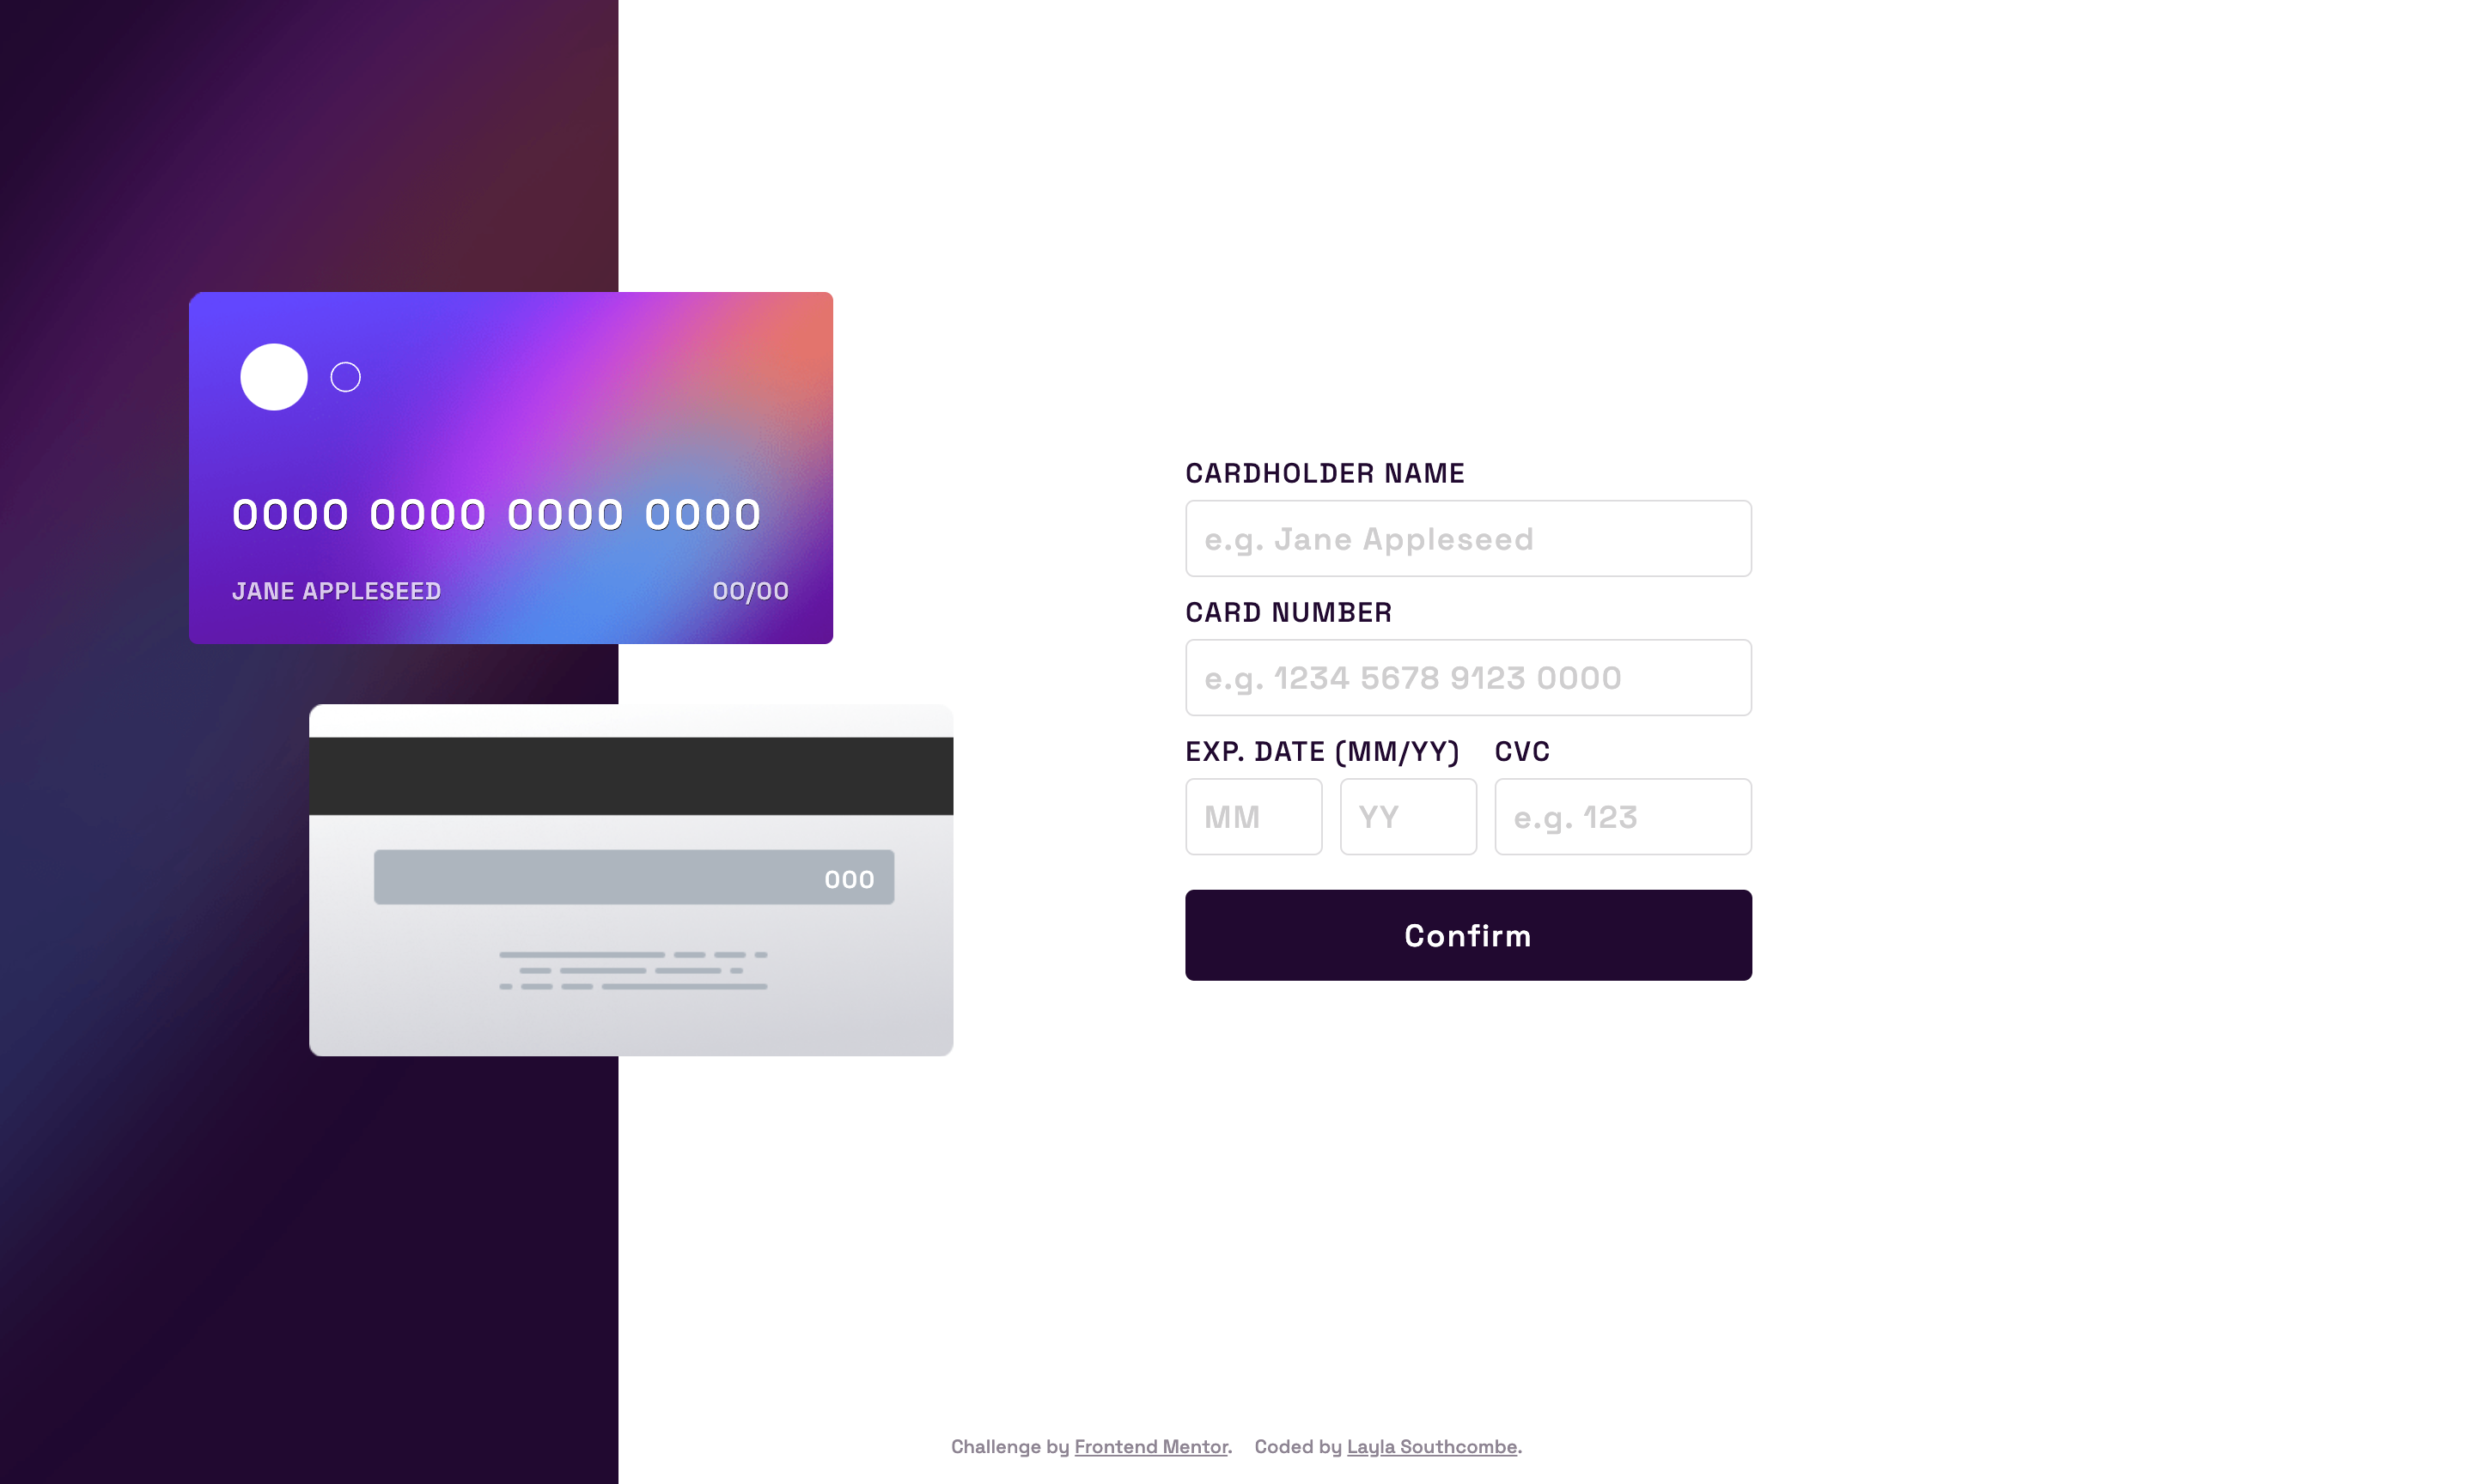 0000 0000 0000 0000
JANE APPLESEED 00/00
000
CARDHOLDER NAME
e.g. Jane Appleseed
CARD NUMBER
e.g. 1234 5678 9123 0000
EXP. DATE (MM/YY) CVC
MM YY e.g. 123
Confirm
Challenge by Frontend Mentor. Coded by Layla Southcombe.